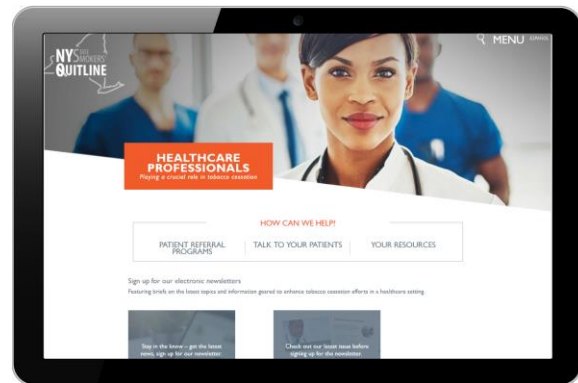 NYSTATE
SMOKERS'
QUITLINE
MENU
ESPAÑOL
HEALTHCARE
PROFESSIONALS
Playing a crucial role in tobacco cessation
HOW CAN WE HELP?
PATIENT REFERRAL
PROGRAMS
TALK TO YOUR PATIENTS
YOUR RESOURCES
Sign up for our electronic newsletters
Featuring briefs on the latest topics and information geared to enhance tobacco cessation efforts in a healthcare setting.
Stay in the know – get the latest
news, sign up for our newsletter.
Check out our latest issue before
signing up for the newsletter.